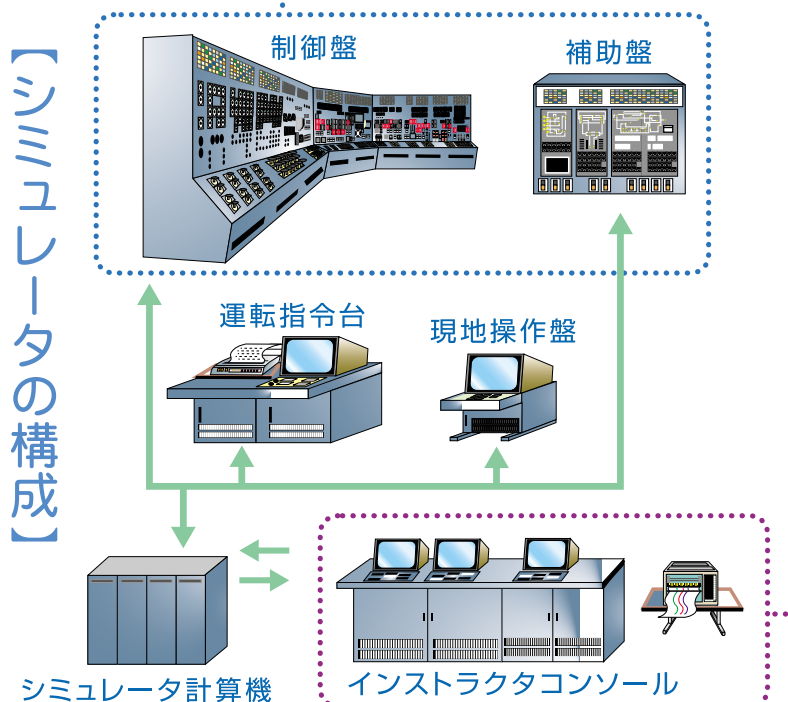 【シミュレータの構成】
制御盤
補助盤
運転指令台
現地操作盤
シミュレータ計算機
インストラクタコンソール